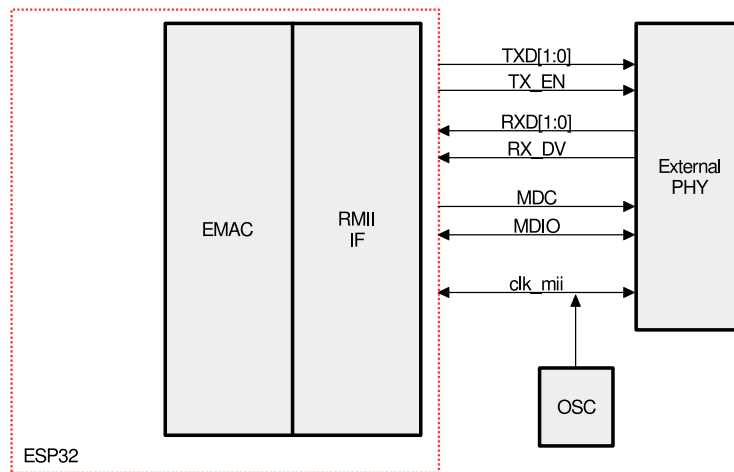 TXD[1:0]
TX_EN
RXD[1:0]
RX_DV
External
PHY
MDC
EMAC
RMII
IF
MDIO
clk_mii
OSC
ESP32